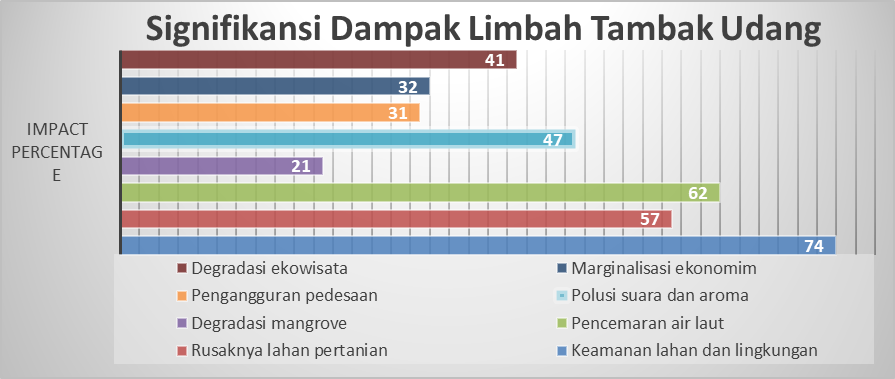 Signifikansi Dampak Limbah Tambak Udang
41
32
31
47
21
62
57
74
IMPACT
PERCENTAG
E
Degradasi ekowisata
Marginalisasi ekonomim
Pengangguran pedesaan
Polusi suara dan aroma
Degradasi mangrove
Pencemaran air laut
Rusaknya lahan pertanian
Keamanan lahan dan lingkungan